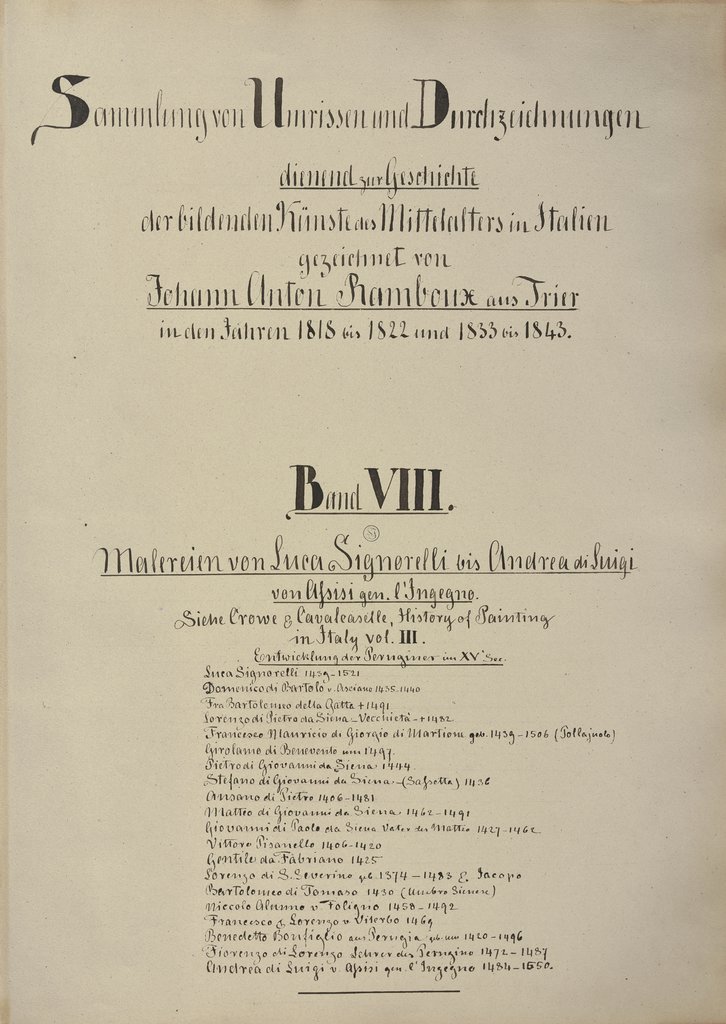 Sammlung von Umrissen und Durchzeichnungen
dienend zur Geschichte
der bildenden Künste des Mittelalters in Italien
gezeichnet von
Johann Anton Ramboux aus Trier
in den Jahren 1818 bis 1822 und 1833 bis 1843.
Band VIII.
Malereien von Luca Signorelli bis Andrea di Luigi
von Assisi gen. l'Ingegno.
Siehe Crowe & Cavalcaselle, History of Painting
in Italy vol. III.
Entwicklung der Peruginer im XV Sec.
Luca Signorelli 1439-1521
Domenico di Bartolo v. Asciano 1435-1440
Fra Bartolomeo della Gatta + 1491
Lorenzo di Pietro da Siena - Vecchietà - + 1482
Francesco Mauricio di Giorgio di Martione geb. 1439-1506 (Pollajuolo)
Girolamo di Benevento um 1497.
Pietro di Giovanni da Siena 1444.
Stefano di Giovanni da Siena - (Sassetta) 1436
Ansano di Pietro 1406-1481
Matteo di Giovanni da Siena 1462-1491
Giovanni di Paolo da Siena Vater des Matteo 1427-1462
Vittore Pisanello 1406-1420
Gentile da Fabriano 1425
Lorenzo di S. Severino geb. 1374-1483 & Jacopo
Bartolomeo di Tomaso 1430 (Umbro Sienese)
Niccolo Alunno v. Foligno 1458-1492
Francesco & Lorenzo v Viterbo 1469
Benedetto Bonfiglio aus Perugia geb. um 1420-1496
Fiorenzo di Lorenzo Lehrer des Perugino 1472-1487
Andrea di Luigi v. Assisi gen. l'Ingegno 1484-1550.